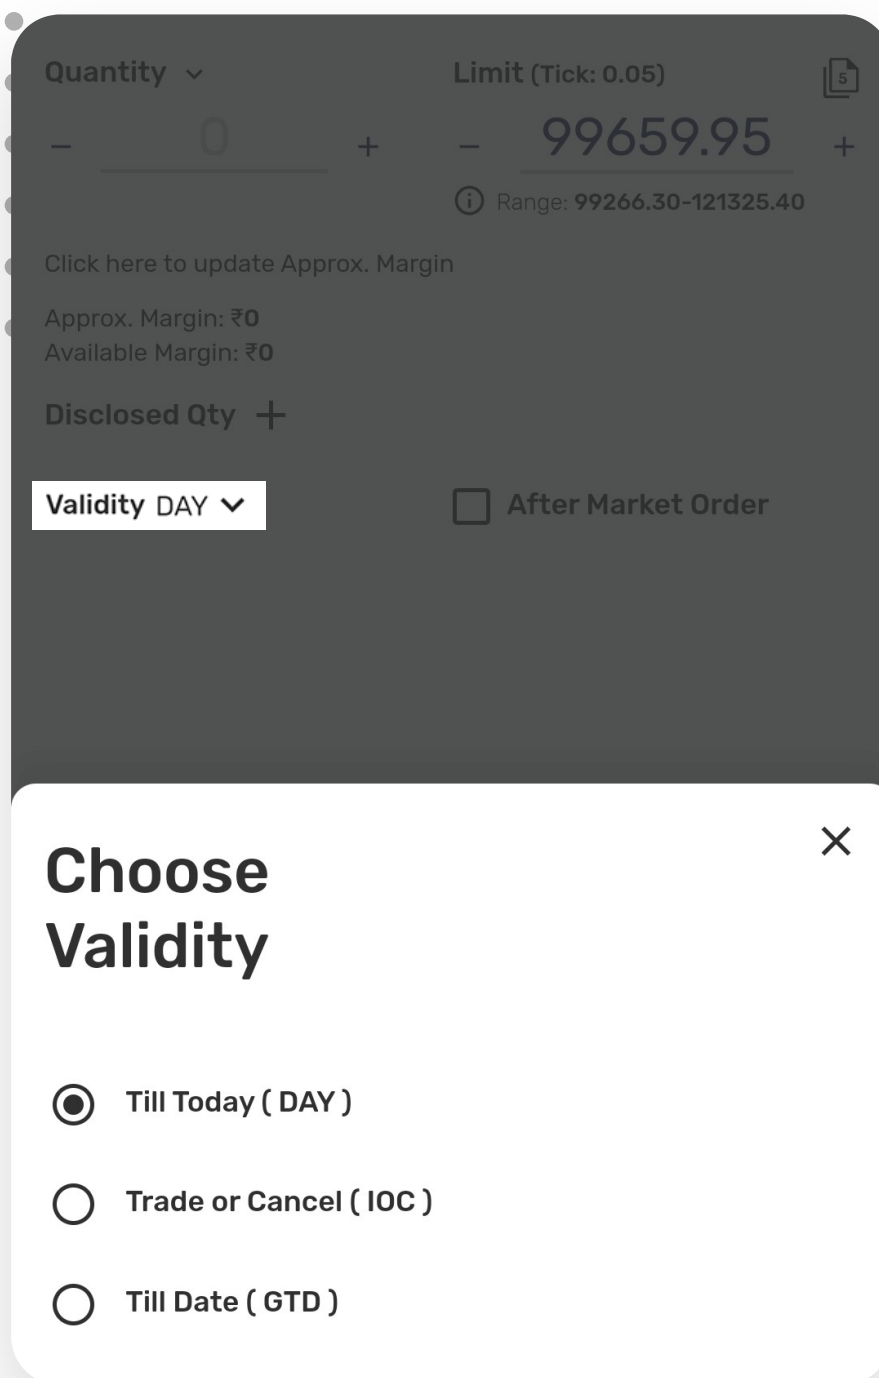 Quantity
Limit (Tick: 0.05)
5
− 0 +
− 99659.95 +
Range: 99266.30-121325.40
Click here to update Approx. Margin
Approx. Margin: ₹0
Available Margin: ₹0
Disclosed Qty +
Validity DAY
After Market Order
Choose
Validity
Till Today ( DAY )
Trade or Cancel ( IOC )
Till Date ( GTD )